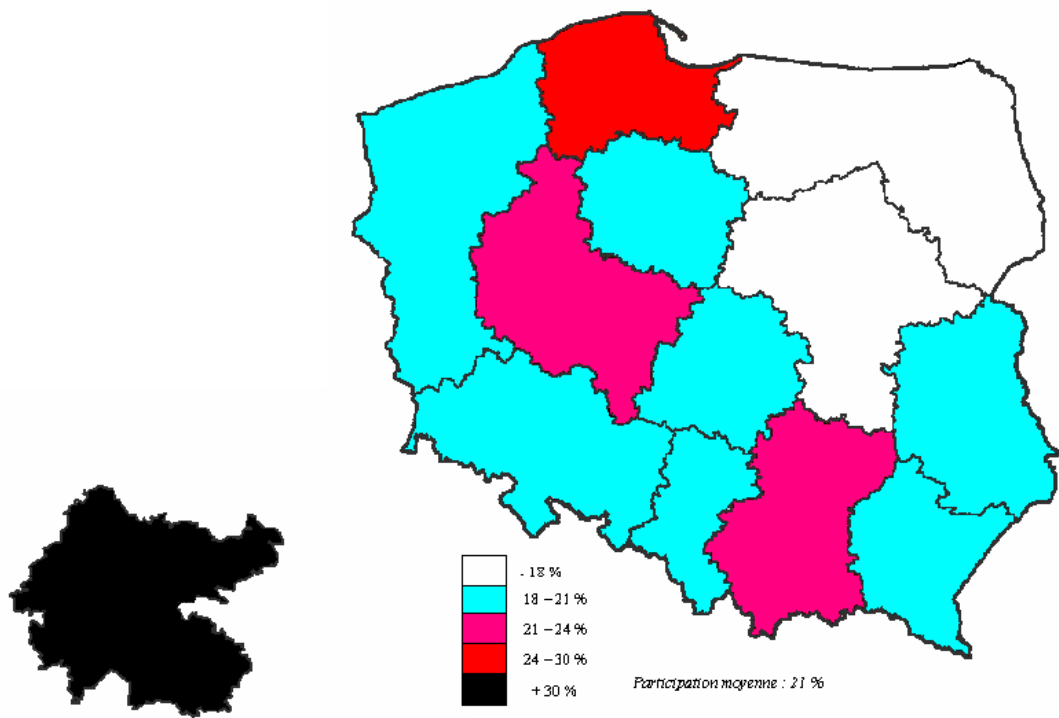 - 18 %
18 – 21 %
21 – 24 %
24 – 30 %
+ 30 %
Participation moyenne : 21 %